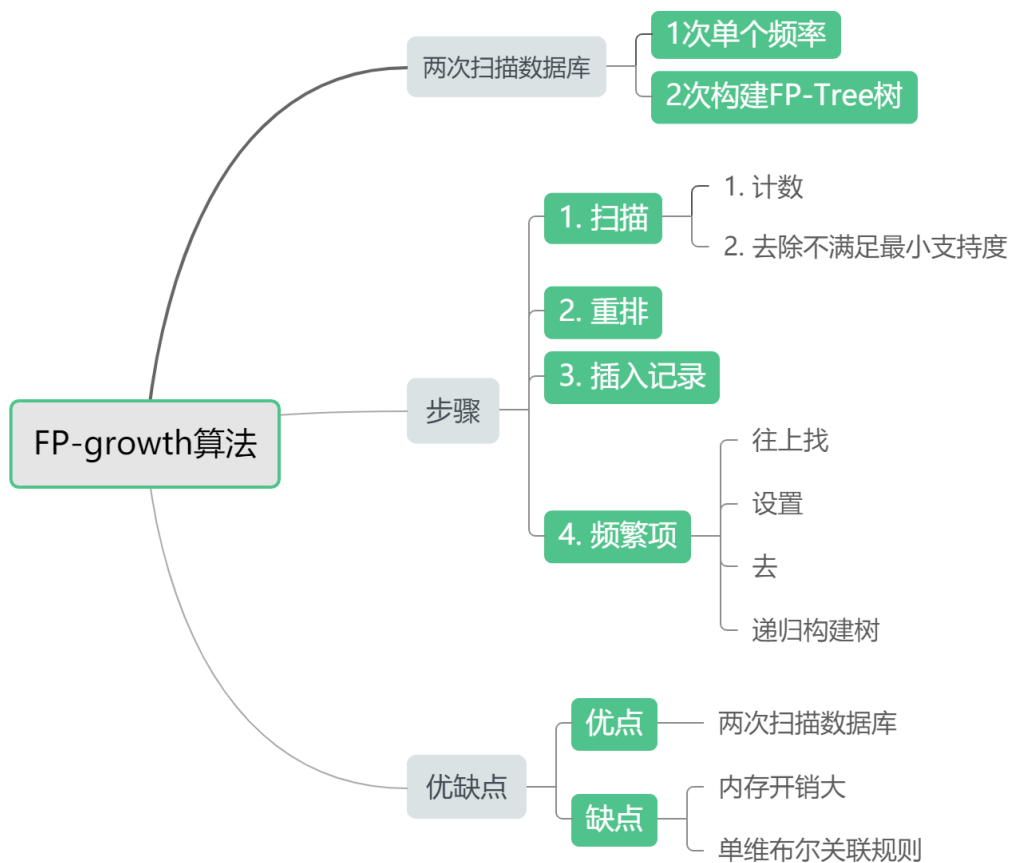 FP-growth算法
两次扫描数据库
1次单个频率
2次构建FP-Tree树
步骤
1. 扫描
1. 计数
2. 去除不满足最小支持度
2. 重排
3. 插入记录
4. 频繁项
往上找
设置
去
递归构建树
优缺点
优点
两次扫描数据库
缺点
内存开销大
单维布尔关联规则